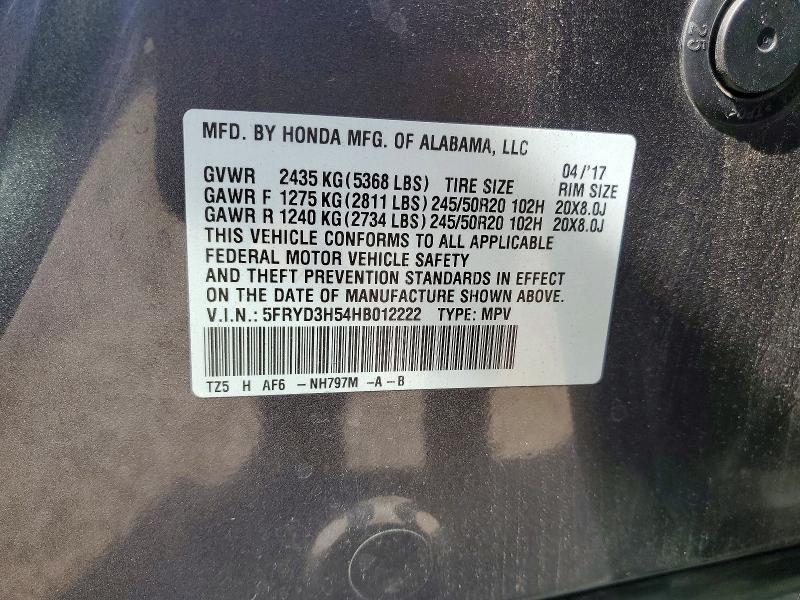 25
MFD. BY HONDA MFG. OF ALABAMA, LLC
04/'17
GVWR 2435 KG(5368 LBS) TIRE SIZE RIM SIZE
GAWR F 1275 KG(2811 LBS)245/50R20 102H 20X8.0J
GAWR R 1240 KG(2734 LBS)245/50R20 102H 20X8.0J
THIS VEHICLE CONFORMS TO ALL APPLICABLE
FEDERAL MOTOR VEHICLE SAFETY
AND THEFT PREVENTION STANDARDS IN EFFECT
ON THE DATE OF MANUFACTURE SHOWN ABOVE.
V.I.N.: 5FRYD3H54HB012222 TYPE: MPV
TZ5 H AF6 -NH797M -A-B